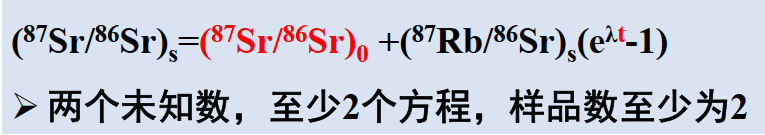 (⁸⁷Sr/⁸⁶Sr)ₛ=(⁸⁷Sr/⁸⁶Sr)₀ +(⁸⁷Rb/⁸⁶Sr)ₛ(e^λt-1)
➢ 两个未知数，至少2个方程，样品数至少为2